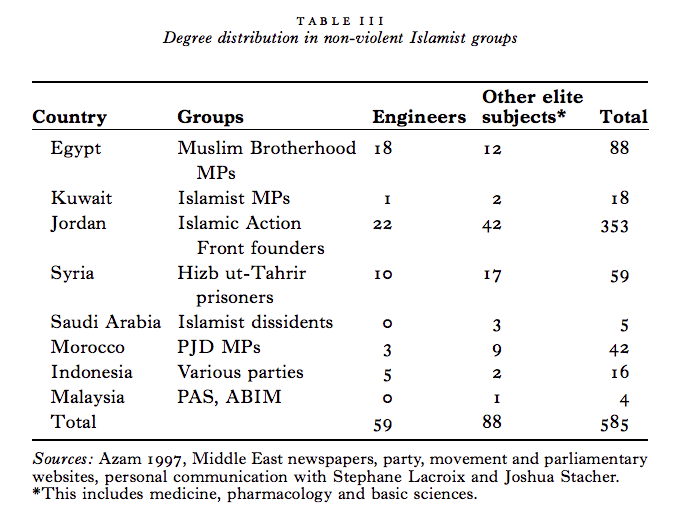 TABLE III
Degree distribution in non-violent Islamist groups
Country Groups Engineers Other elite subjects* Total
Egypt Muslim Brotherhood MPs 18 12 88
Kuwait Islamist MPs 1 2 18
Jordan Islamic Action Front founders 22 42 353
Syria Hizb ut-Tahrir prisoners 10 17 59
Saudi Arabia Islamist dissidents 0 3 5
Morocco PJD MPs 3 9 42
Indonesia Various parties 5 2 16
Malaysia PAS, ABIM 0 1 4
Total 59 88 585
Sources: Azam 1997, Middle East newspapers, party, movement and parliamentary
websites, personal communication with Stephane Lacroix and Joshua Stacher.
*This includes medicine, pharmacology and basic sciences.